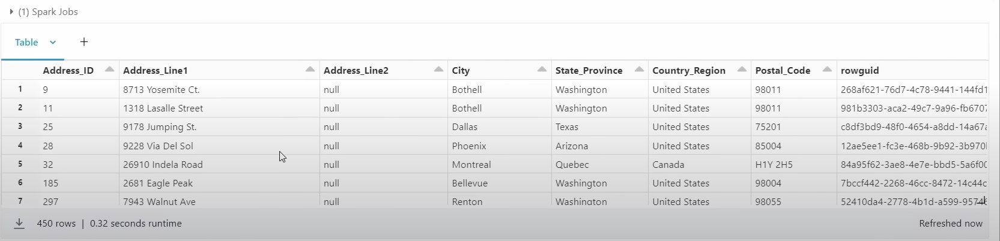 (1) Spark Jobs
Table
+
Address_ID Address_Line1 Address_Line2 City State_Province Country_Region Postal_Code rowguid
1 9 8713 Yosemite Ct. null Bothell Washington United States 98011 268af621-76d7-4c78-9441-144fd1
2 11 1318 Lasalle Street null Bothell Washington United States 98011 981b3303-aca2-49c7-9a96-fb6707
3 25 9178 Jumping St. null Dallas Texas United States 75201 c8df3bd9-48f0-4654-a8dd-14a67a
4 28 9228 Via Del Sol null Phoenix Arizona United States 85004 12ae5ee1-fc3e-468b-9b92-3b970
5 32 26910 Indela Road null Montreal Quebec Canada H1Y 2H5 84a95f62-3ae8-4e7e-bbd5-5a6f00
6 185 2681 Eagle Peak null Bellevue Washington United States 98004 7bccf442-2268-46cc-8472-14c44c
7 297 7943 Walnut Ave null Renton Washington United States 98055 52410da4-2778-4b1d-a599-95746
450 rows | 0.32 seconds runtime Refreshed now